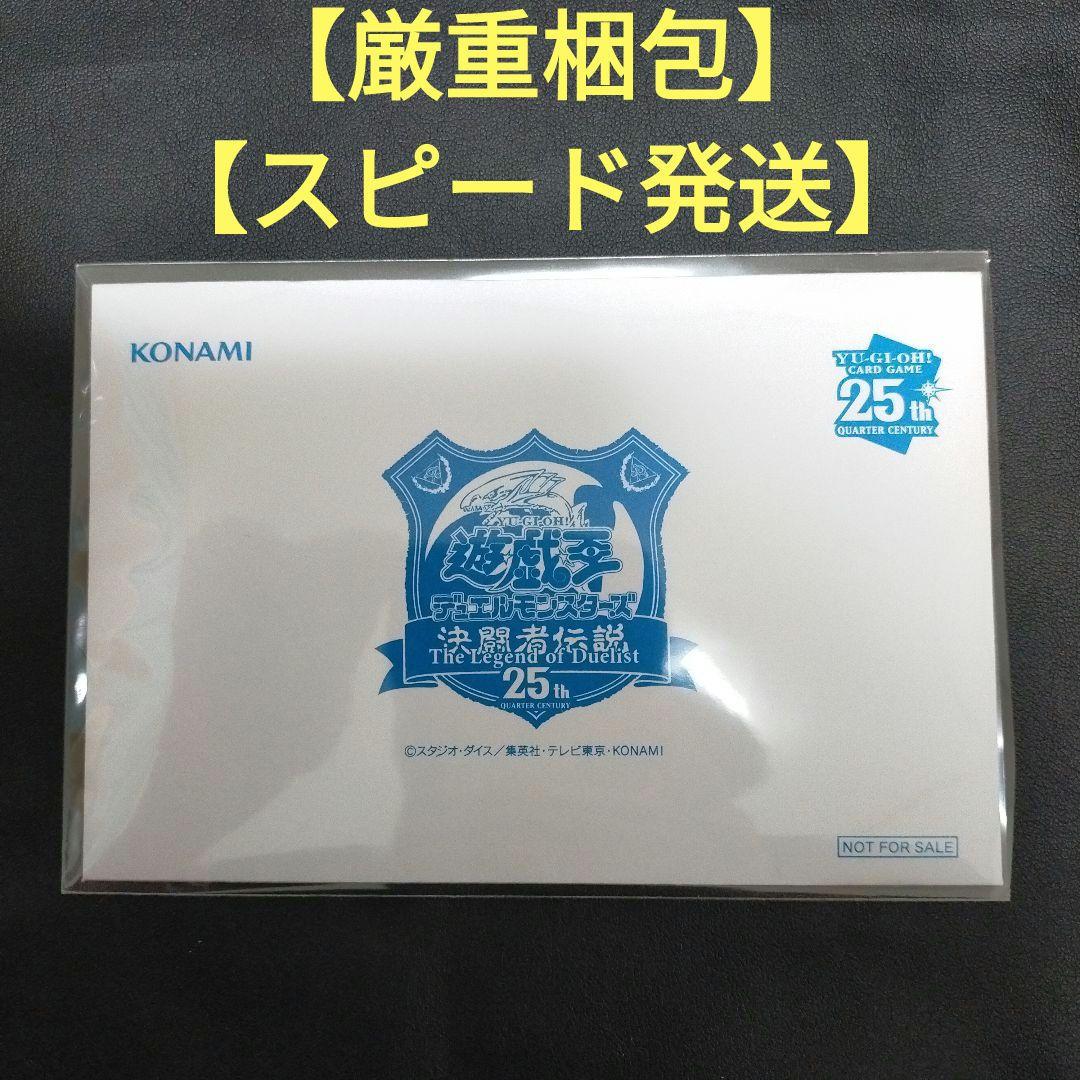 【厳重梱包】
【スピード発送】
KONAMI
YU-GI-OH!
CARD GAME
25th
QUARTER CENTURY
YU-GI-OH!
遊戯王
デュエルモンスターズ
決闘者伝説
The Legend of Duelist
25th
QUARTER CENTURY
©スタジオ・ダイス／集英社・テレビ東京・KONAMI
NOT FOR SALE